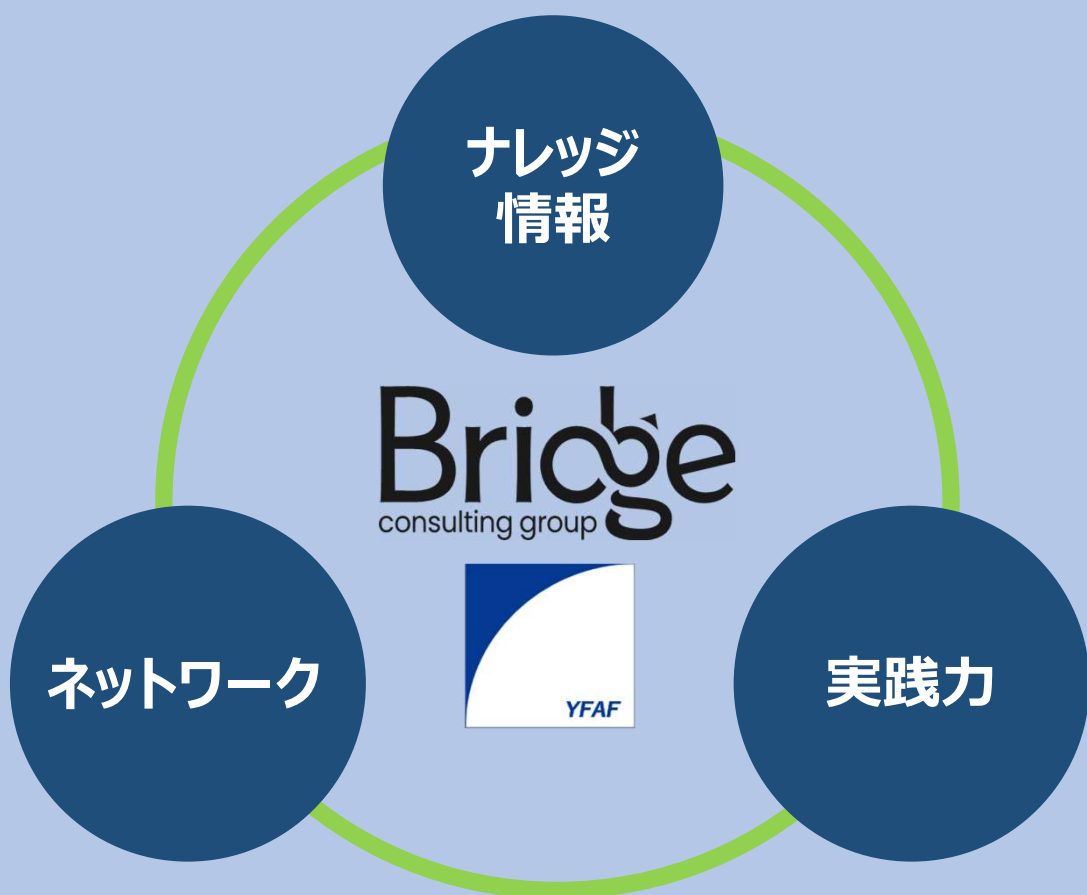 ナレッジ
情報
Bridge
consulting group
YFAF
ネットワーク
実践力